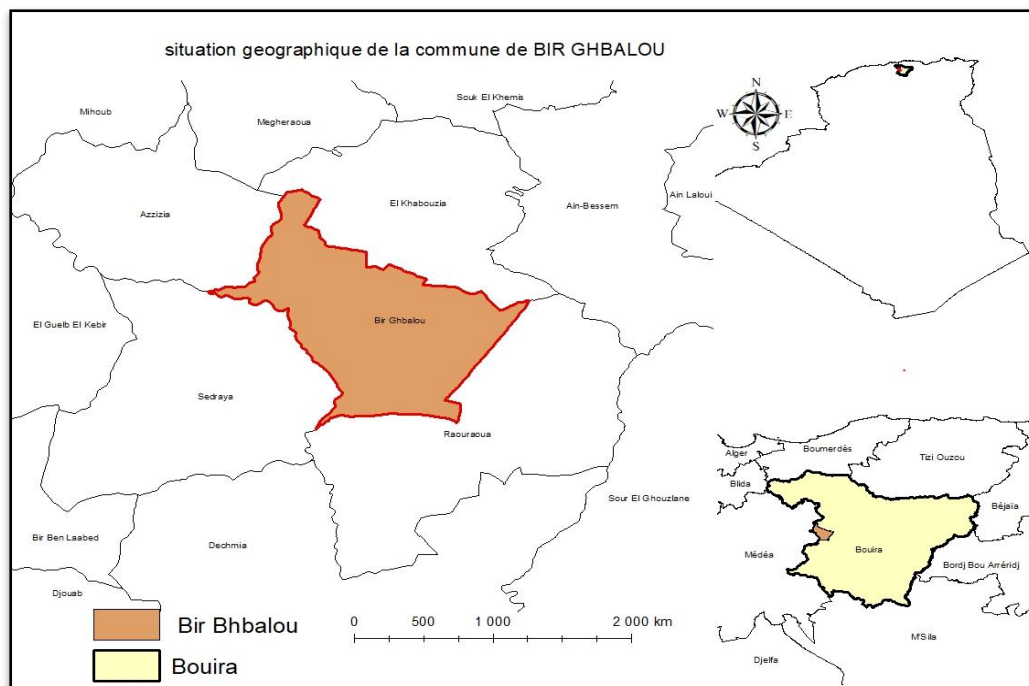 situation geographique de la commune de BIR GHBALOU
Mihoub
Megheraoua
Souk El Khemis
N
W
E
S
Azzizia
El Khabouzia
Ain-Bessem
Ain Laloui
El Guelb El Kebir
Bir Ghbalou
Sedraya
Raouraoua
Sour El Ghouzlane
Bir Ben Laabed
Dechmia
Djouab
Alger
Boumerdès
Tizi Ouzou
Blida
Béjaïa
Médéa
Bouira
Bordj Bou Arréridj
M'Sila
Djelfa
Bir Bhbalou
Bouira
0 500 1 000 2 000 km